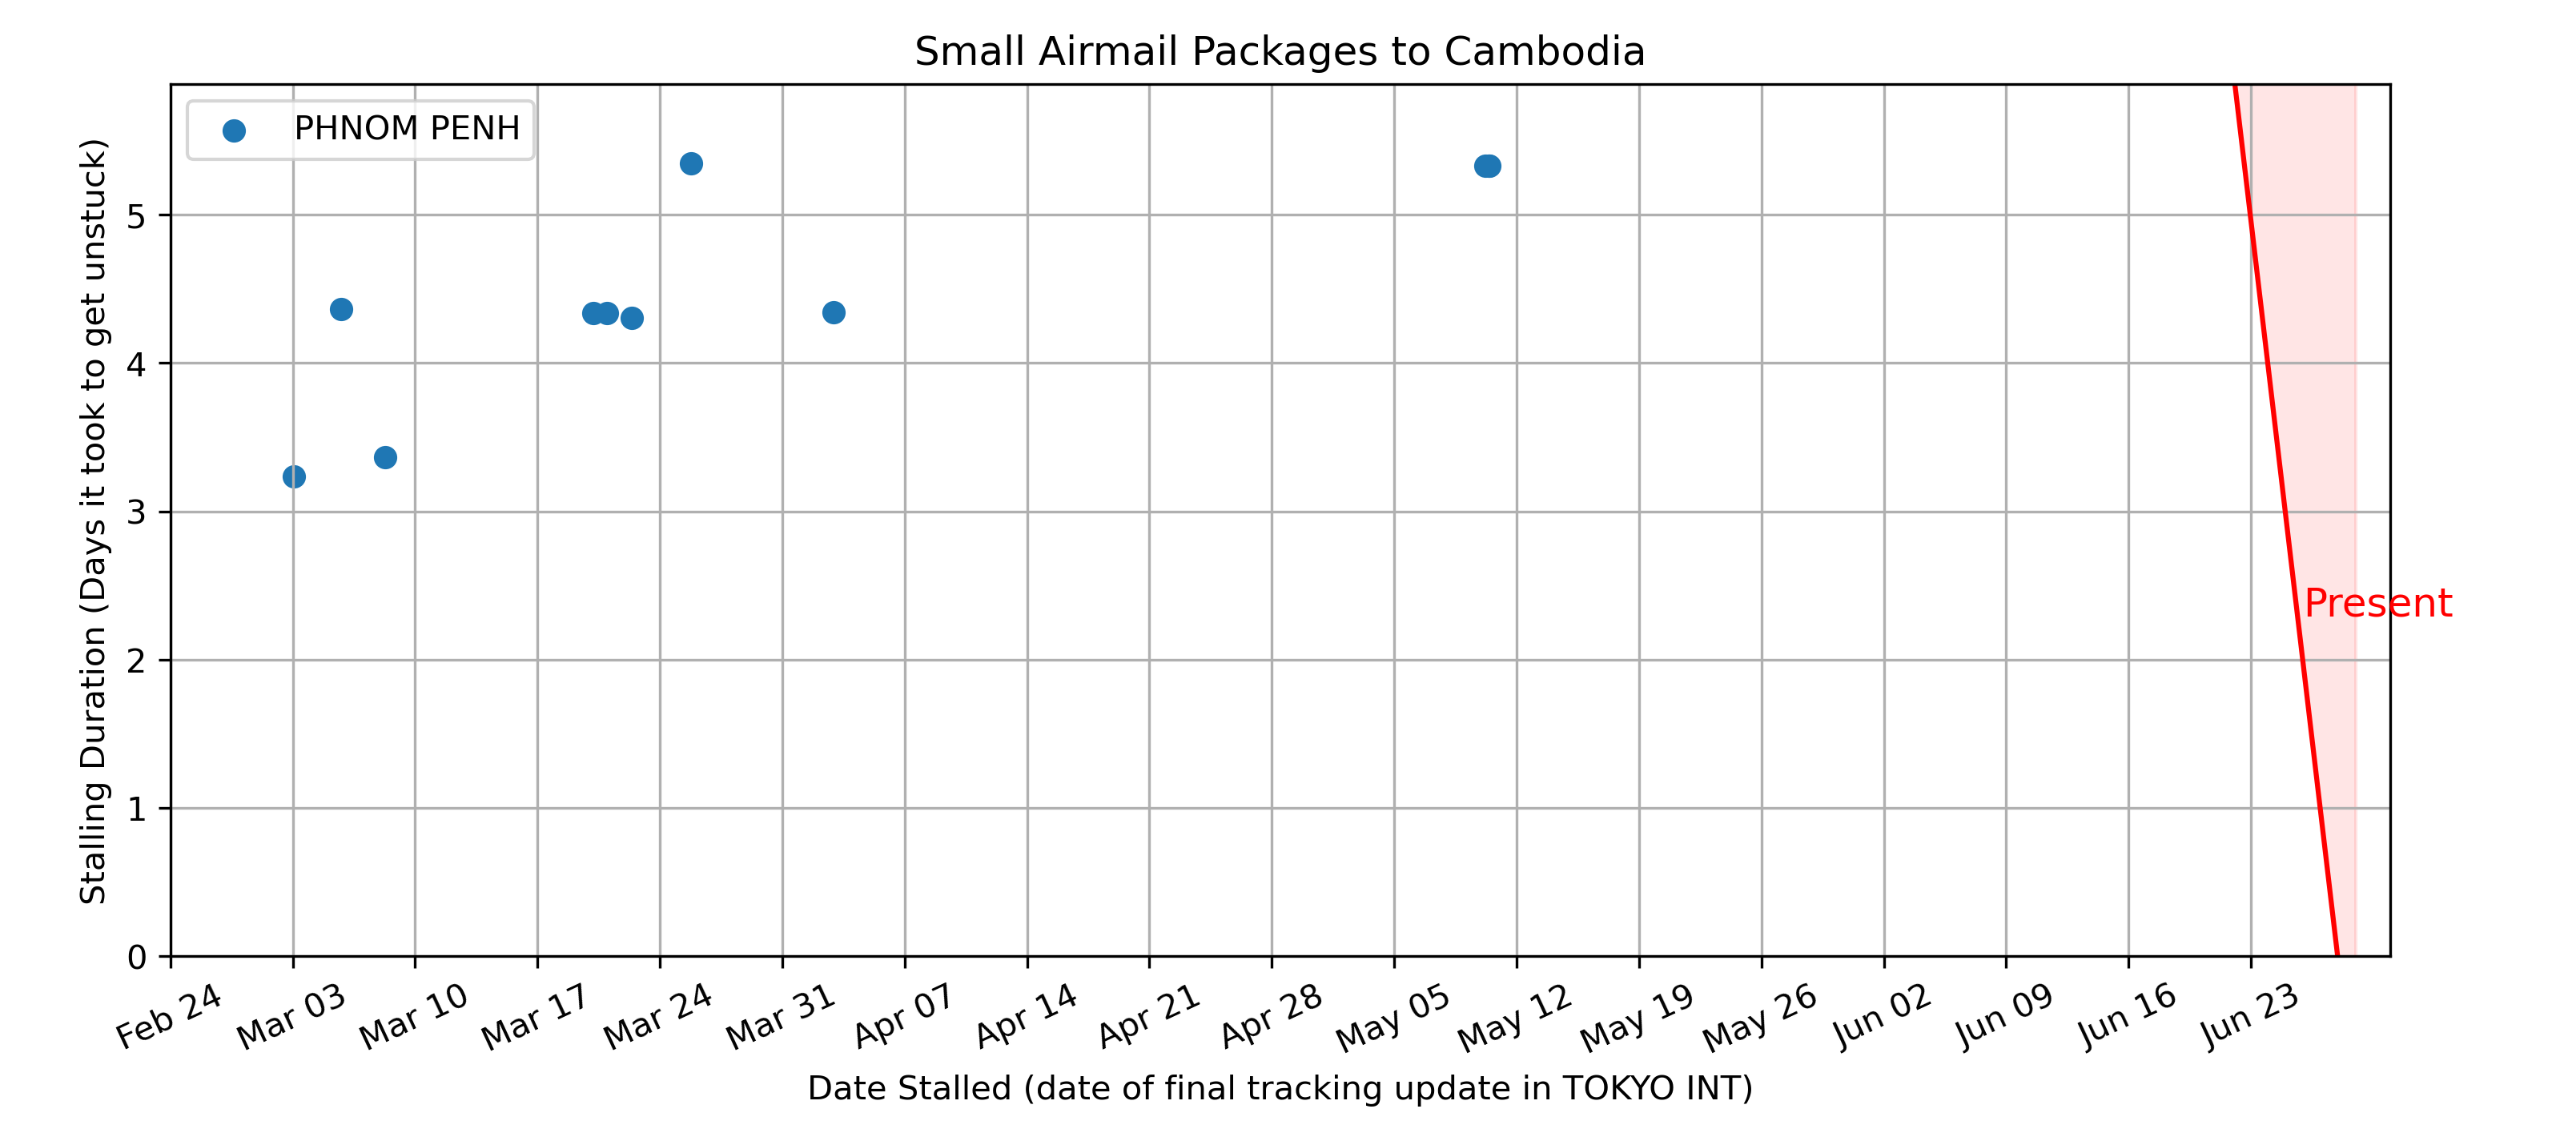 Small Airmail Packages to Cambodia
PHNOM PENH
Stalling Duration (Days it took to get unstuck)
5
4
3
2
1
0
Present
Feb 24
Mar 03
Mar 10
Mar 17
Mar 24
Mar 31
Apr 07
Apr 14
Apr 21
Apr 28
May 05
May 12
May 19
May 26
Jun 02
Jun 09
Jun 16
Jun 23
Date Stalled (date of final tracking update in TOKYO INT)